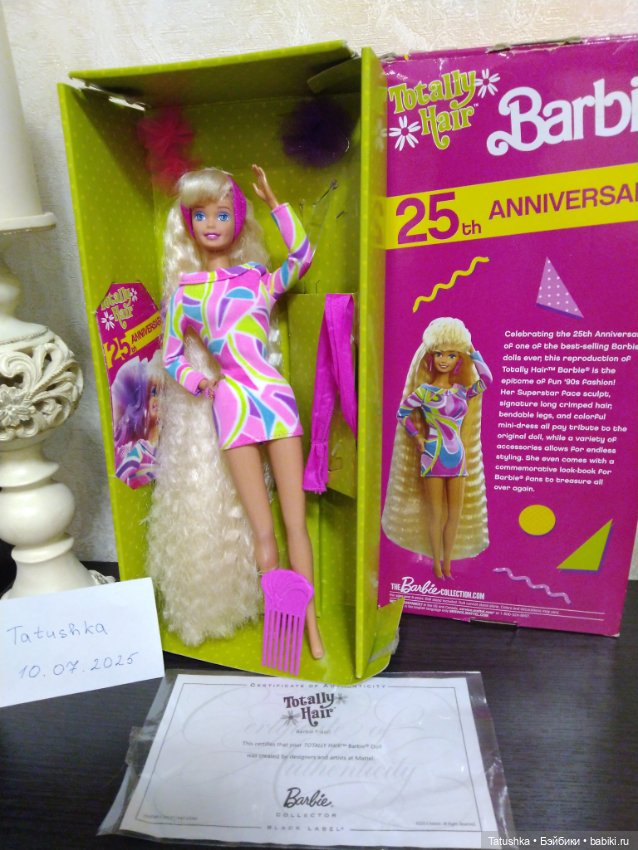 Totally
Hair
Barbi
25th ANNIVERSA
Celebrating the 25th Anniversa
of one of the best-selling Barbie
dolls ever, this reproduction of
Totally Hair™ Barbie® is the
epitome of fun '90s fashion!
Her Superstar face sculpt,
signature long crimped hair,
bendable legs, and colorful
mini-dress all pay tribute to the
original doll, while a variety of
accessories allows for endless
styling. She even comes with a
commemorative look-book for
Barbie® fans to treasure all
over again.
THE Barbie COLLECTION.COM
Totally
Hair
25th
ANNIVERSA
Tatushka
10.07.2025
CERTIFICATE OF AUTHENTICITY
Totally
Hair
This certifies that your TOTALLY HAIR™ Barbie® Doll
was created by designers and artists at Mattel.
Barbie
COLLECTOR
BLACK LABEL®
Tatushka • Бэйбики • babiki.ru